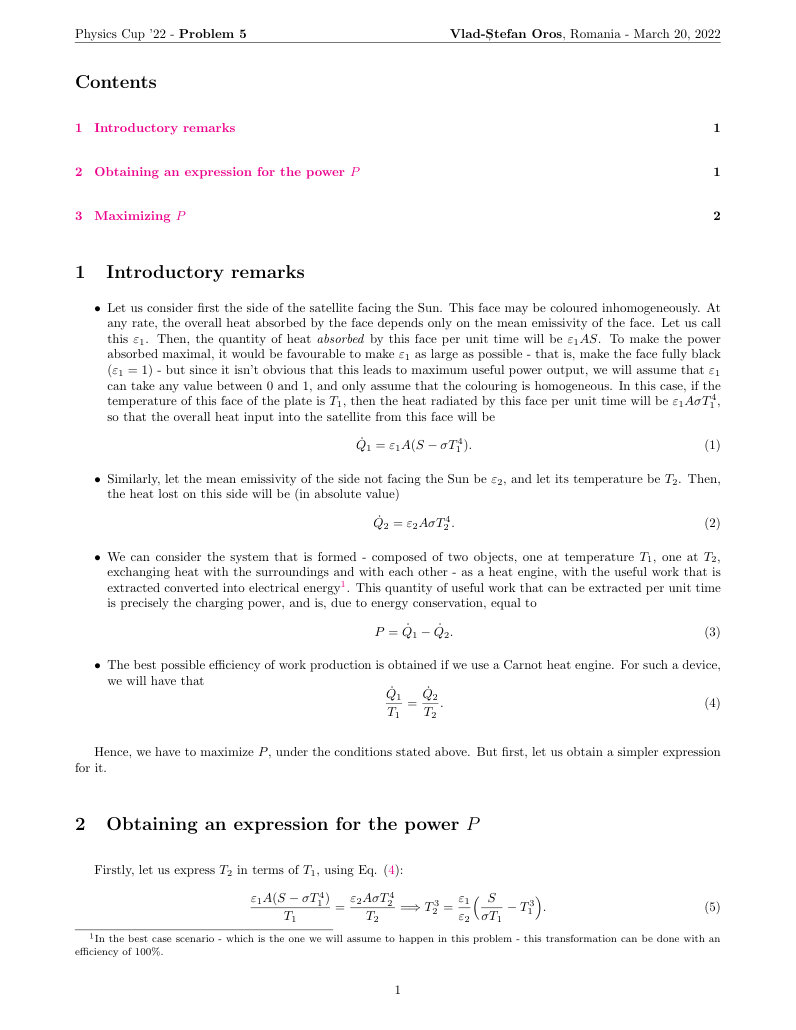 Physics Cup '22 - Problem 5 Vlad-Ștefan Oros, Romania - March 20, 2022
Contents
1 Introductory remarks 1
2 Obtaining an expression for the power P 1
3 Maximizing P 2
1 Introductory remarks
• Let us consider first the side of the satellite facing the Sun. This face may be coloured inhomogeneously. At
any rate, the overall heat absorbed by the face depends only on the mean emissivity of the face. Let us call
this ε₁. Then, the quantity of heat absorbed by this face per unit time will be ε₁AS. To make the power
absorbed maximal, it would be favourable to make ε₁ as large as possible - that is, make the face fully black
(ε₁ = 1) - but since it isn't obvious that this leads to maximum useful power output, we will assume that ε₁
can take any value between 0 and 1, and only assume that the colouring is homogeneous. In this case, if the
temperature of this face of the plate is T₁, then the heat radiated by this face per unit time will be ε₁AσT₁⁴,
so that the overall heat input into the satellite from this face will be
Q̇₁ = ε₁A(S − σT₁⁴). (1)
• Similarly, let the mean emissivity of the side not facing the Sun be ε₂, and let its temperature be T₂. Then,
the heat lost on this side will be (in absolute value)
Q̇₂ = ε₂AσT₂⁴. (2)
• We can consider the system that is formed - composed of two objects, one at temperature T₁, one at T₂,
exchanging heat with the surroundings and with each other - as a heat engine, with the useful work that is
extracted converted into electrical energy¹. This quantity of useful work that can be extracted per unit time
is precisely the charging power, and is, due to energy conservation, equal to
P = Q̇₁ − Q̇₂. (3)
• The best possible efficiency of work production is obtained if we use a Carnot heat engine. For such a device,
we will have that
Q̇₁/T₁ = Q̇₂/T₂. (4)
Hence, we have to maximize P, under the conditions stated above. But first, let us obtain a simpler expression
for it.
2 Obtaining an expression for the power P
Firstly, let us express T₂ in terms of T₁, using Eq. (4):
ε₁A(S − σT₁⁴)/T₁ = ε₂AσT₂⁴/T₂ ⟹ T₂³ = ε₁/ε₂ (S/σT₁ − T₁³). (5)
¹In the best case scenario - which is the one we will assume to happen in this problem - this transformation can be done with an
efficiency of 100%.
1